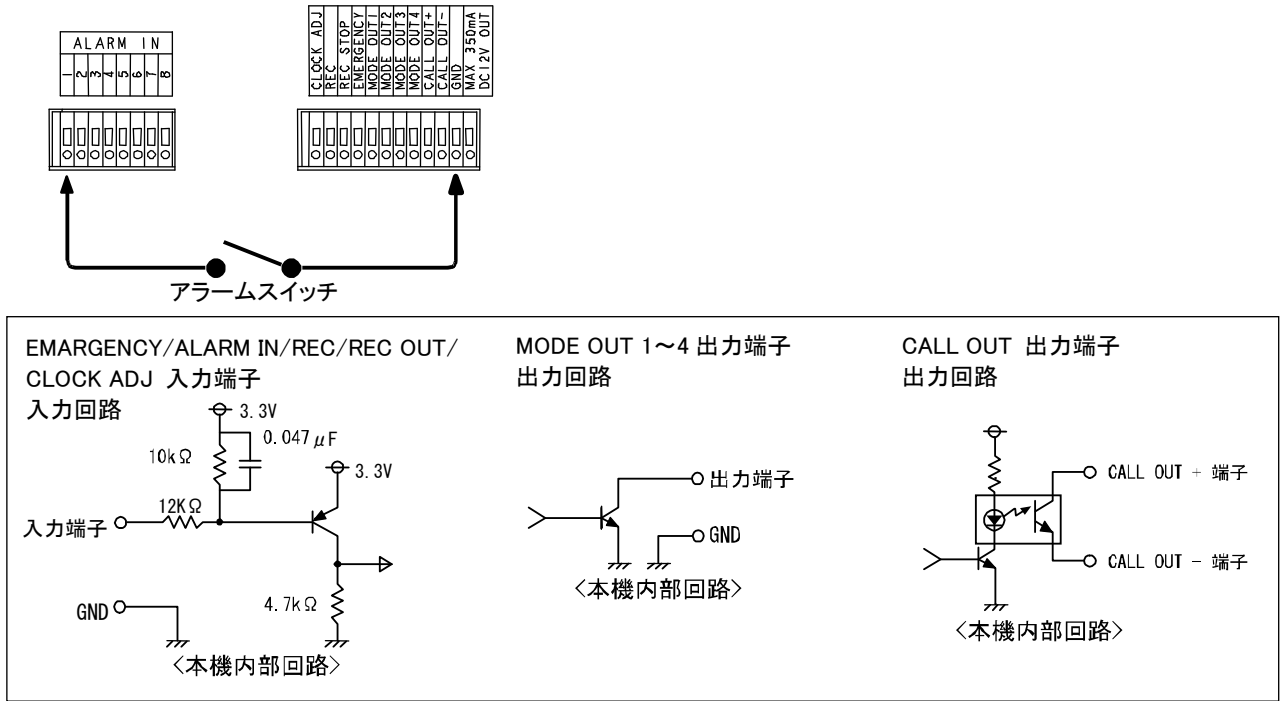 ALARM IN
1 2 3 4 5 6 7 8
CLOCK ADJ
REC
REC STOP
EMERGENCY
MODE OUT1
MODE OUT2
MODE OUT3
MODE OUT4
CALL OUT+
CALL OUT-
GND
MAX 350mA
DC12V OUT
アラームスイッチ
EMARGENCY/ALARM IN/REC/REC OUT/
CLOCK ADJ 入力端子
入力回路
3.3V
0.047μF
10kΩ
3.3V
12KΩ
入力端子
4.7kΩ
GND
〈本機内部回路〉
MODE OUT 1～4 出力端子
出力回路
出力端子
GND
〈本機内部回路〉
CALL OUT 出力端子
出力回路
CALL OUT + 端子
CALL OUT - 端子
〈本機内部回路〉